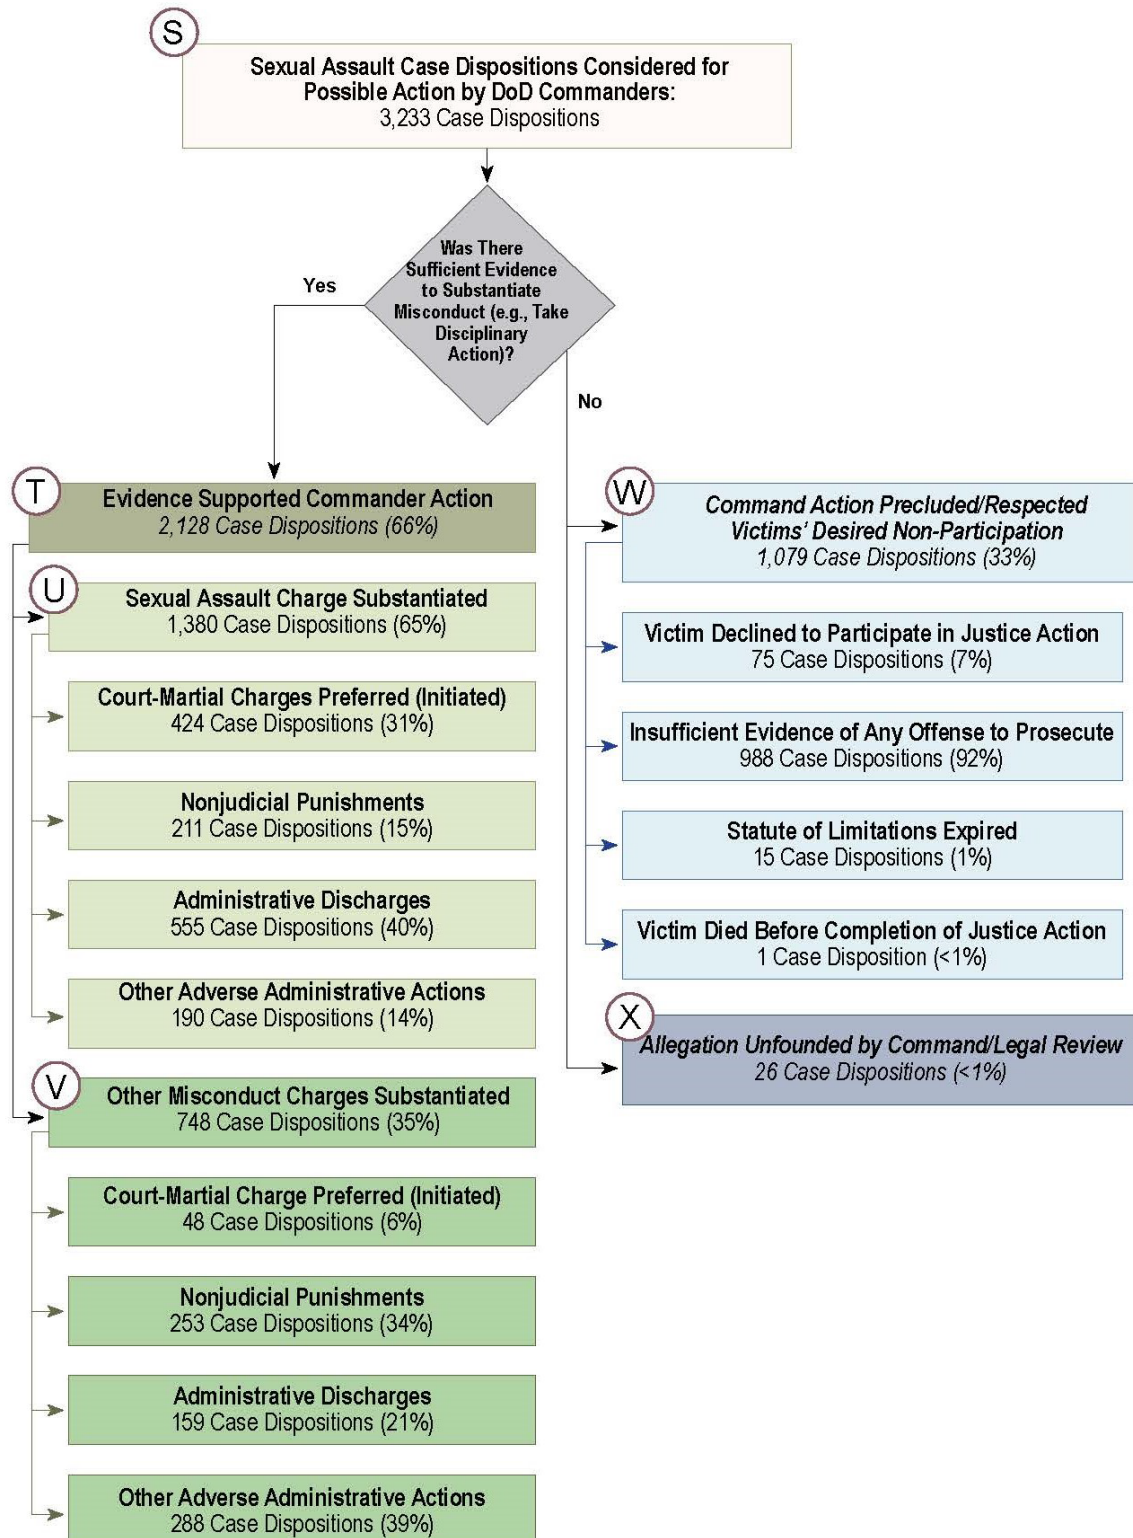 S
Sexual Assault Case Dispositions Considered for
Possible Action by DoD Commanders:
3,233 Case Dispositions
Was There
Sufficient Evidence
to Substantiate
Misconduct (e.g., Take
Disciplinary
Action)?
Yes
No
T
Evidence Supported Commander Action
2,128 Case Dispositions (66%)
U
Sexual Assault Charge Substantiated
1,380 Case Dispositions (65%)
Court-Martial Charges Preferred (Initiated)
424 Case Dispositions (31%)
Nonjudicial Punishments
211 Case Dispositions (15%)
Administrative Discharges
555 Case Dispositions (40%)
Other Adverse Administrative Actions
190 Case Dispositions (14%)
V
Other Misconduct Charges Substantiated
748 Case Dispositions (35%)
Court-Martial Charge Preferred (Initiated)
48 Case Dispositions (6%)
Nonjudicial Punishments
253 Case Dispositions (34%)
Administrative Discharges
159 Case Dispositions (21%)
Other Adverse Administrative Actions
288 Case Dispositions (39%)
W
Command Action Precluded/Respected
Victims' Desired Non-Participation
1,079 Case Dispositions (33%)
Victim Declined to Participate in Justice Action
75 Case Dispositions (7%)
Insufficient Evidence of Any Offense to Prosecute
988 Case Dispositions (92%)
Statute of Limitations Expired
15 Case Dispositions (1%)
Victim Died Before Completion of Justice Action
1 Case Disposition (<1%)
X
Allegation Unfounded by Command/Legal Review
26 Case Dispositions (<1%)